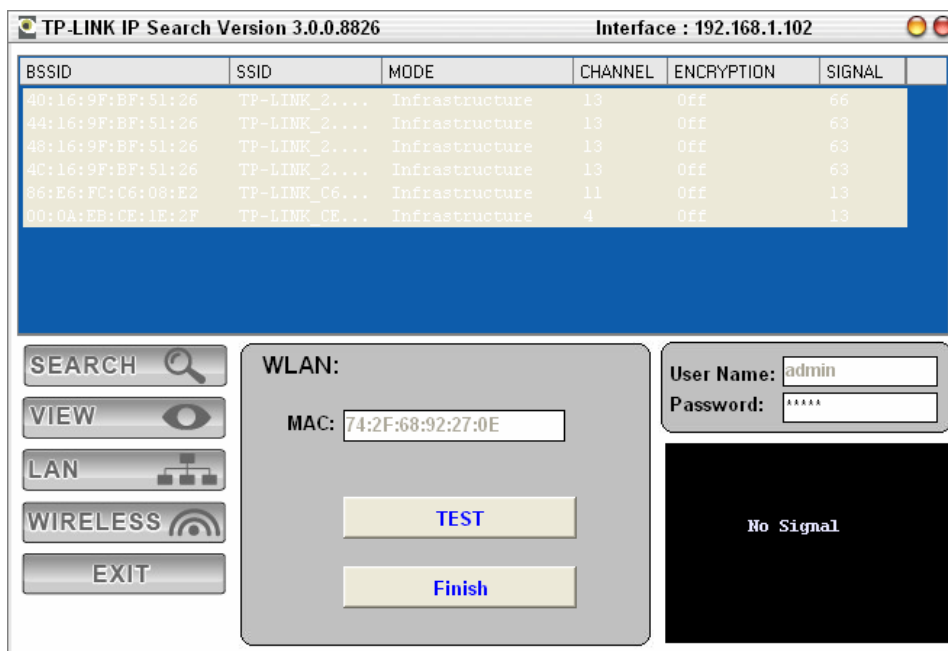 TP-LINK IP Search Version 3.0.0.8826 Interface : 192.168.1.102
BSSID SSID MODE CHANNEL ENCRYPTION SIGNAL
40:16:9F:BF:51:26 TP-LINK_2.... Infrastructure 13 Off 66
44:16:9F:BF:51:26 TP-LINK_2.... Infrastructure 13 Off 63
48:16:9F:BF:51:26 TP-LINK_2.... Infrastructure 13 Off 63
4C:16:9F:BF:51:26 TP-LINK_2.... Infrastructure 13 Off 63
86:E6:FC:C6:08:E2 TP-LINK_C6... Infrastructure 11 Off 13
00:0A:EB:CE:1E:2F TP-LINK_CE... Infrastructure 4 Off 13
SEARCH
VIEW
LAN
WIRELESS
EXIT
WLAN:
MAC: 74:2F:68:92:27:0E
TEST
Finish
User Name: admin
Password: *****
No Signal